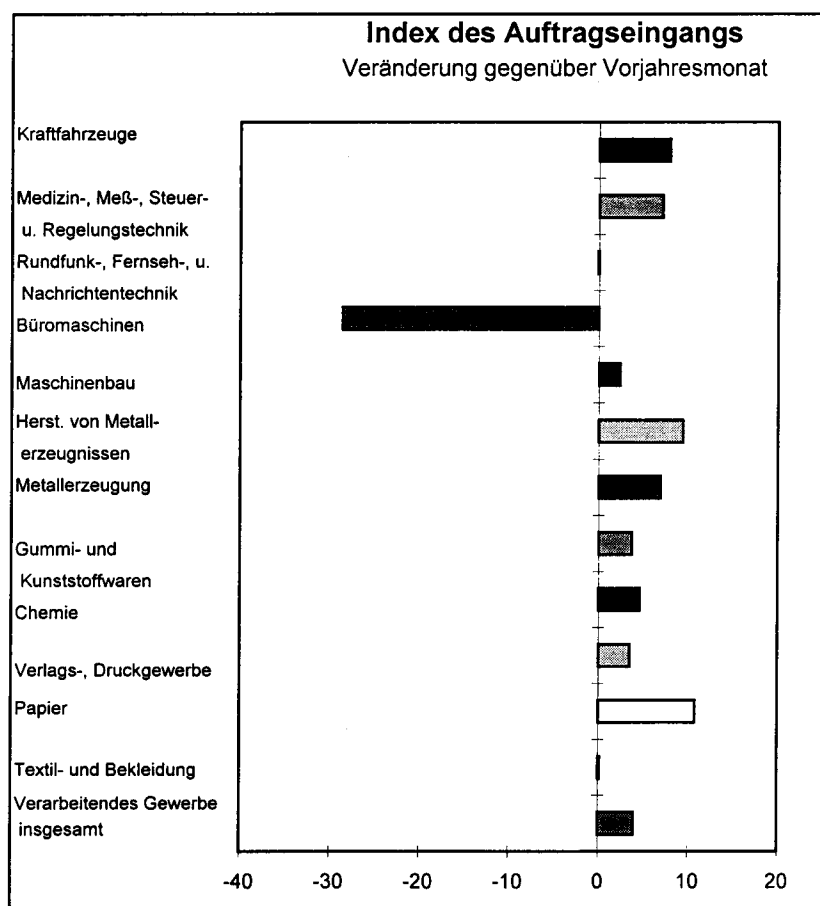 Index des Auftragseingangs
Veränderung gegenüber Vorjahresmonat
Kraftfahrzeuge
Medizin-, Meß-, Steuer-
u. Regelungstechnik
Rundfunk-, Fernseh-, u.
Nachrichtentechnik
Büromaschinen
Maschinenbau
Herst. von Metall-
erzeugnissen
Metallerzeugung
Gummi- und
Kunststoffwaren
Chemie
Verlags-, Druckgewerbe
Papier
Textil- und Bekleidung
Verarbeitendes Gewerbe
insgesamt
-40 -30 -20 -10 0 10 20